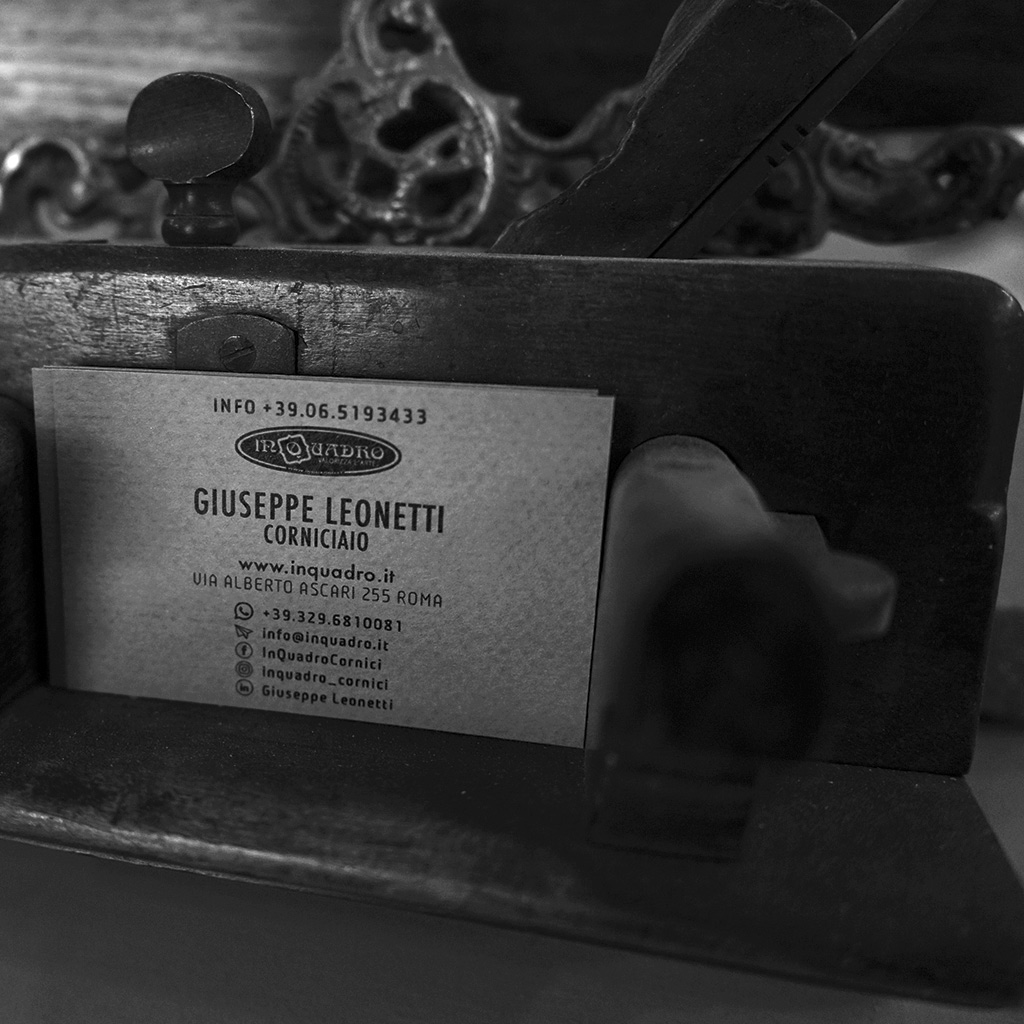 INFO +39.06.5193433
INQUADRO
GIUSEPPE LEONETTI
CORNICIAIO
www.inquadro.it
VIA ALBERTO ASCARI 255 ROMA
+39.329.6810081
info@inquadro.it
InQuadroCornici
inquadro_cornici
Giuseppe Leonetti